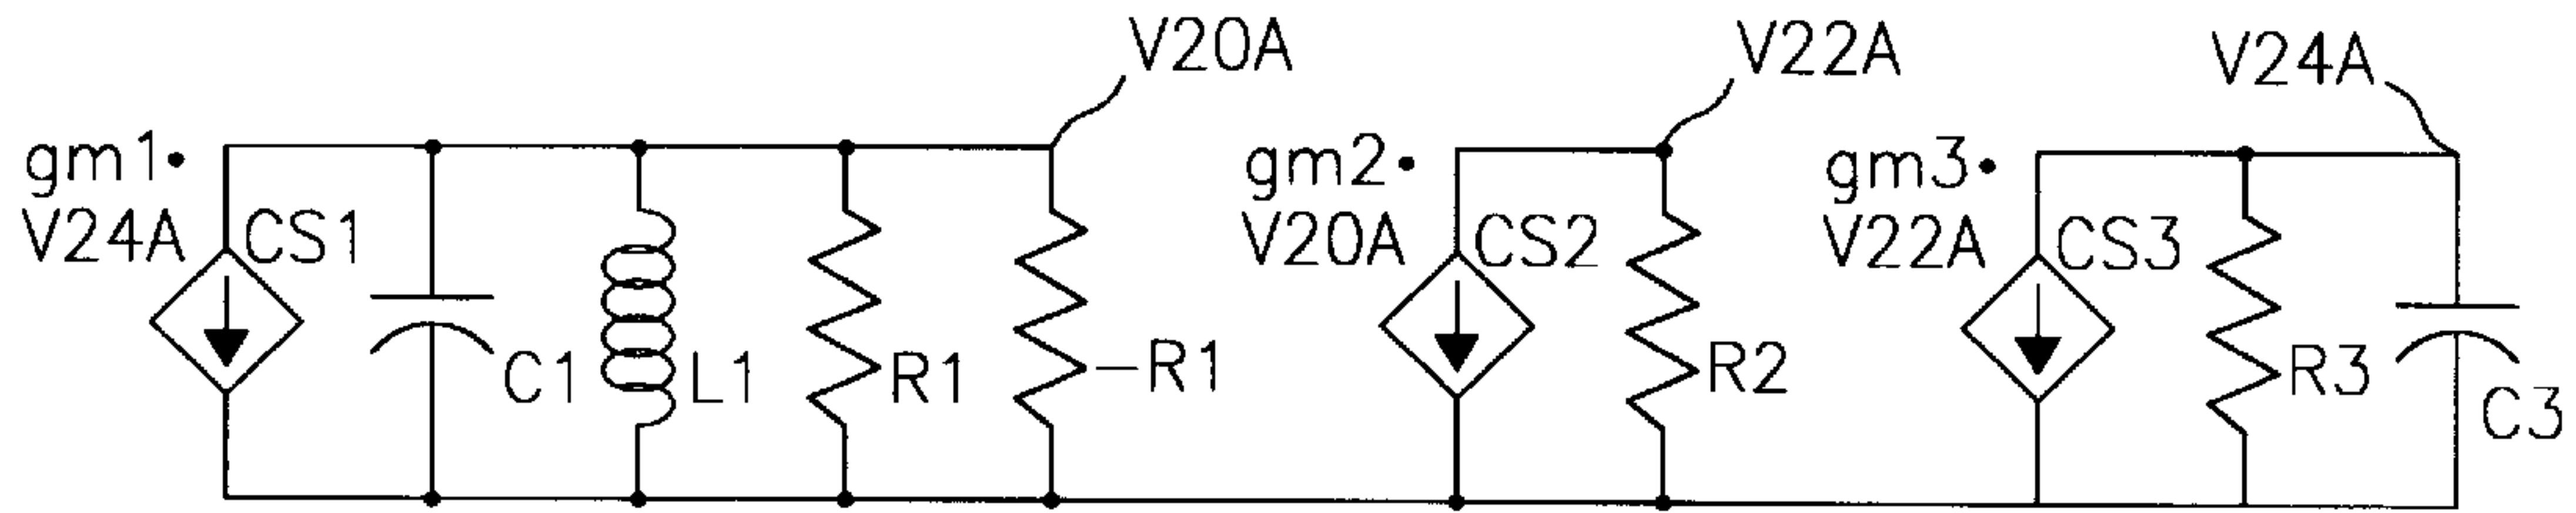 V20A
V22A
V24A
gm1•
V24A
CS1
C1
L1
R1
−R1
gm2•
V20A
CS2
R2
gm3•
V22A
CS3
R3
C3